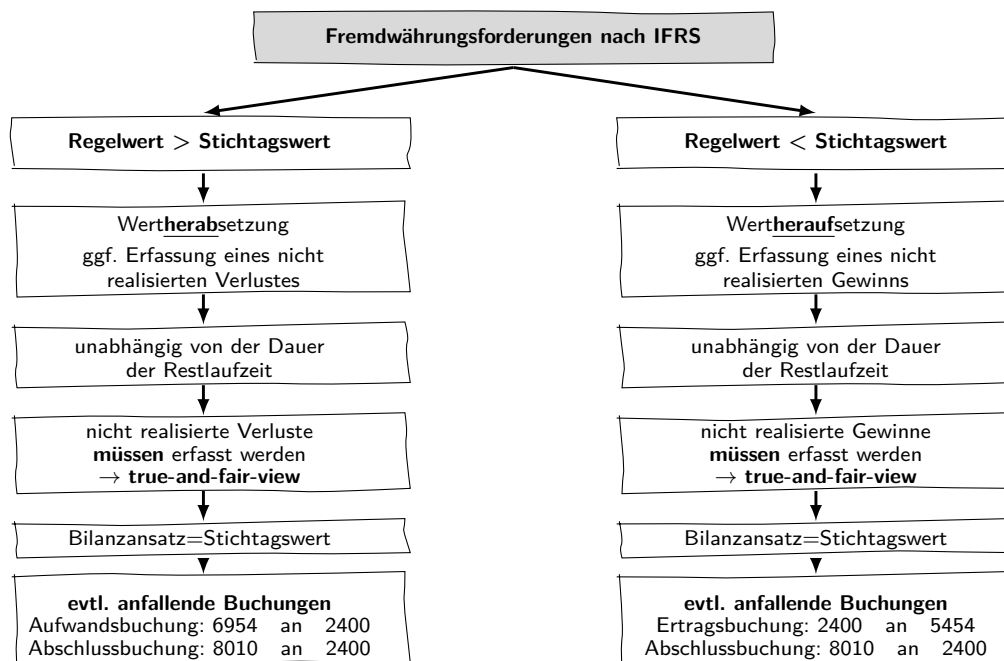 Fremdwährungsforderungen nach IFRS
Regelwert > Stichtagswert
Wertherabsetzung
ggf. Erfassung eines nicht
realisierten Verlustes
unabhängig von der Dauer
der Restlaufzeit
nicht realisierte Verluste
müssen erfasst werden
→ true-and-fair-view
Bilanzansatz=Stichtagswert
evtl. anfallende Buchungen
Aufwandsbuchung: 6954 an 2400
Abschlussbuchung: 8010 an 2400
Regelwert < Stichtagswert
Wertheraufsetzung
ggf. Erfassung eines nicht
realisierten Gewinns
unabhängig von der Dauer
der Restlaufzeit
nicht realisierte Gewinne
müssen erfasst werden
→ true-and-fair-view
Bilanzansatz=Stichtagswert
evtl. anfallende Buchungen
Ertragsbuchung: 2400 an 5454
Abschlussbuchung: 8010 an 2400